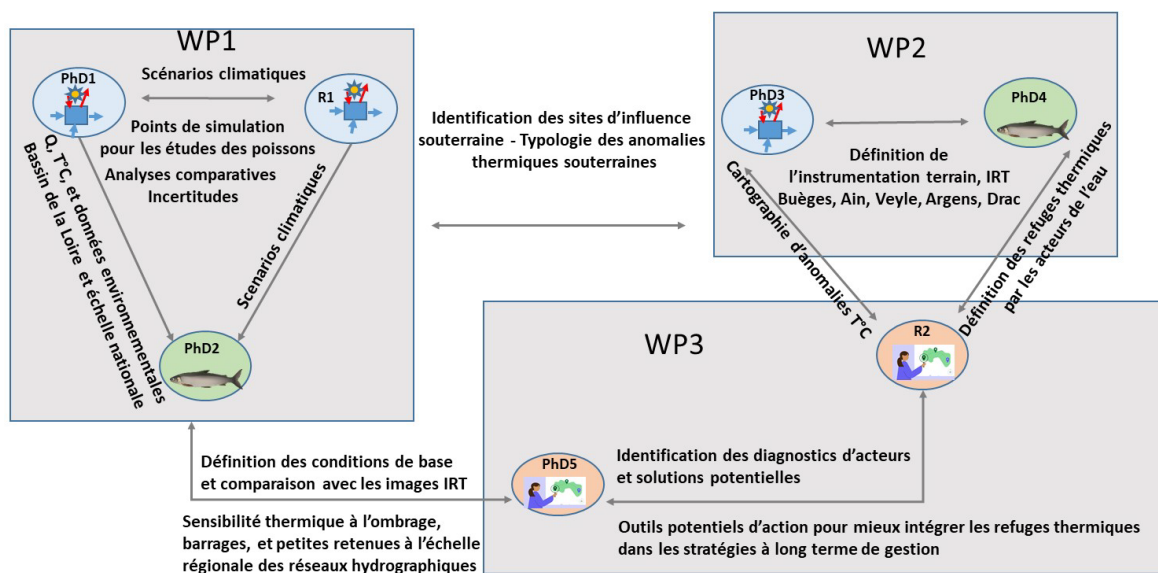 WP1
PhD1
Scénarios climatiques
R1
Points de simulation
pour les études des poissons
Analyses comparatives
Incertitudes
Q, T°C, et données environnementales
Bassin de la Loire et échelle nationale
Scenarios climatiques
PhD2
Identification des sites d’influence
souterraine - Typologie des anomalies
thermiques souterraines
WP2
PhD3
PhD4
Définition de
l’instrumentation terrain, IRT
Buèges, Ain, Veyle, Argens, Drac
Cartographie d’anomalies T°C
Définition des refuges thermiques
par les acteurs de l’eau
WP3
R2
PhD5
Identification des diagnostics d’acteurs
et solutions potentielles
Outils potentiels d’action pour mieux intégrer les refuges thermiques
dans les stratégies à long terme de gestion
Définition des conditions de base
et comparaison avec les images IRT
Sensibilité thermique à l’ombrage,
barrages, et petites retenues à l’échelle
régionale des réseaux hydrographiques